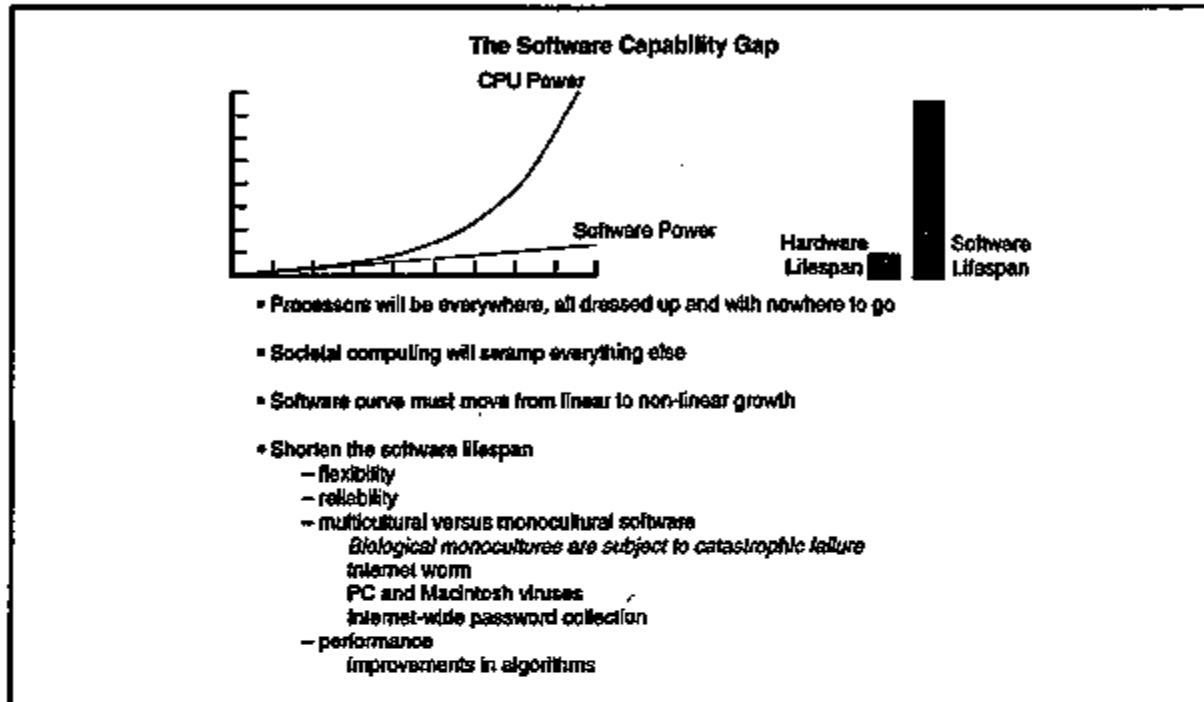 The Software Capability Gap
CPU Power
Software Power
Hardware
Lifespan
Software
Lifespan
• Processors will be everywhere, all dressed up and with nowhere to go
• Societal computing will swamp everything else
• Software curve must move from linear to non-linear growth
• Shorten the software lifespan
– flexibility
– reliability
– multicultural versus monocultural software
Biological monocultures are subject to catastrophic failure
Internet worm
PC and Macintosh viruses
Internet-wide password collection
– performance
improvements in algorithms